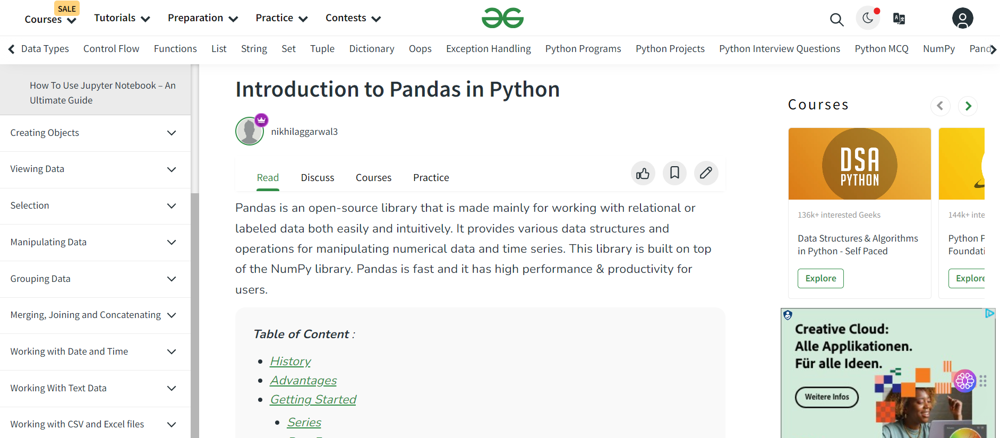 SALE
Courses Tutorials Preparation Practice Contests
Data Types Control Flow Functions List String Set Tuple Dictionary Oops Exception Handling Python Programs Python Projects Python Interview Questions Python MCQ NumPy
How To Use Jupyter Notebook – An
Ultimate Guide
Creating Objects
Viewing Data
Selection
Manipulating Data
Grouping Data
Merging, Joining and Concatenating
Working with Date and Time
Working With Text Data
Working with CSV and Excel files
Introduction to Pandas in Python
nikhilaggarwal3
Read Discuss Courses Practice
Pandas is an open-source library that is made mainly for working with relational or
labeled data both easily and intuitively. It provides various data structures and
operations for manipulating numerical data and time series. This library is built on top
of the NumPy library. Pandas is fast and it has high performance & productivity for
users.
Table of Content :
History
Advantages
Getting Started
Series
Courses
DSA
PYTHON
136k+ interested Geeks
Data Structures & Algorithms
in Python - Self Paced
Explore
144k+
Python
Explore
Creative Cloud:
Alle Applikationen.
Für alle Ideen.
Weitere Infos